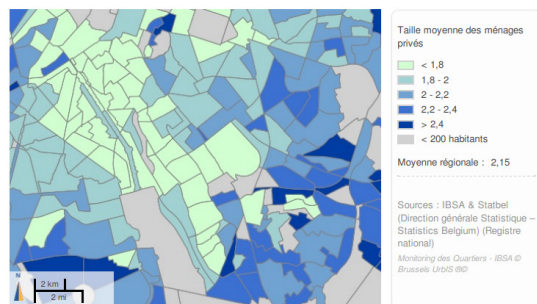 Taille moyenne des ménages
privés
< 1,8
1,8 - 2
2 - 2,2
2,2 - 2,4
> 2,4
< 200 habitants
Moyenne régionale : 2,15
Sources : IBSA & Statbel
(Direction générale Statistique –
Statistics Belgium) (Registre
national)
Monitoring des Quartiers - IBSA ©
Brussels UrbIS ®©
N
2 km
2 mi